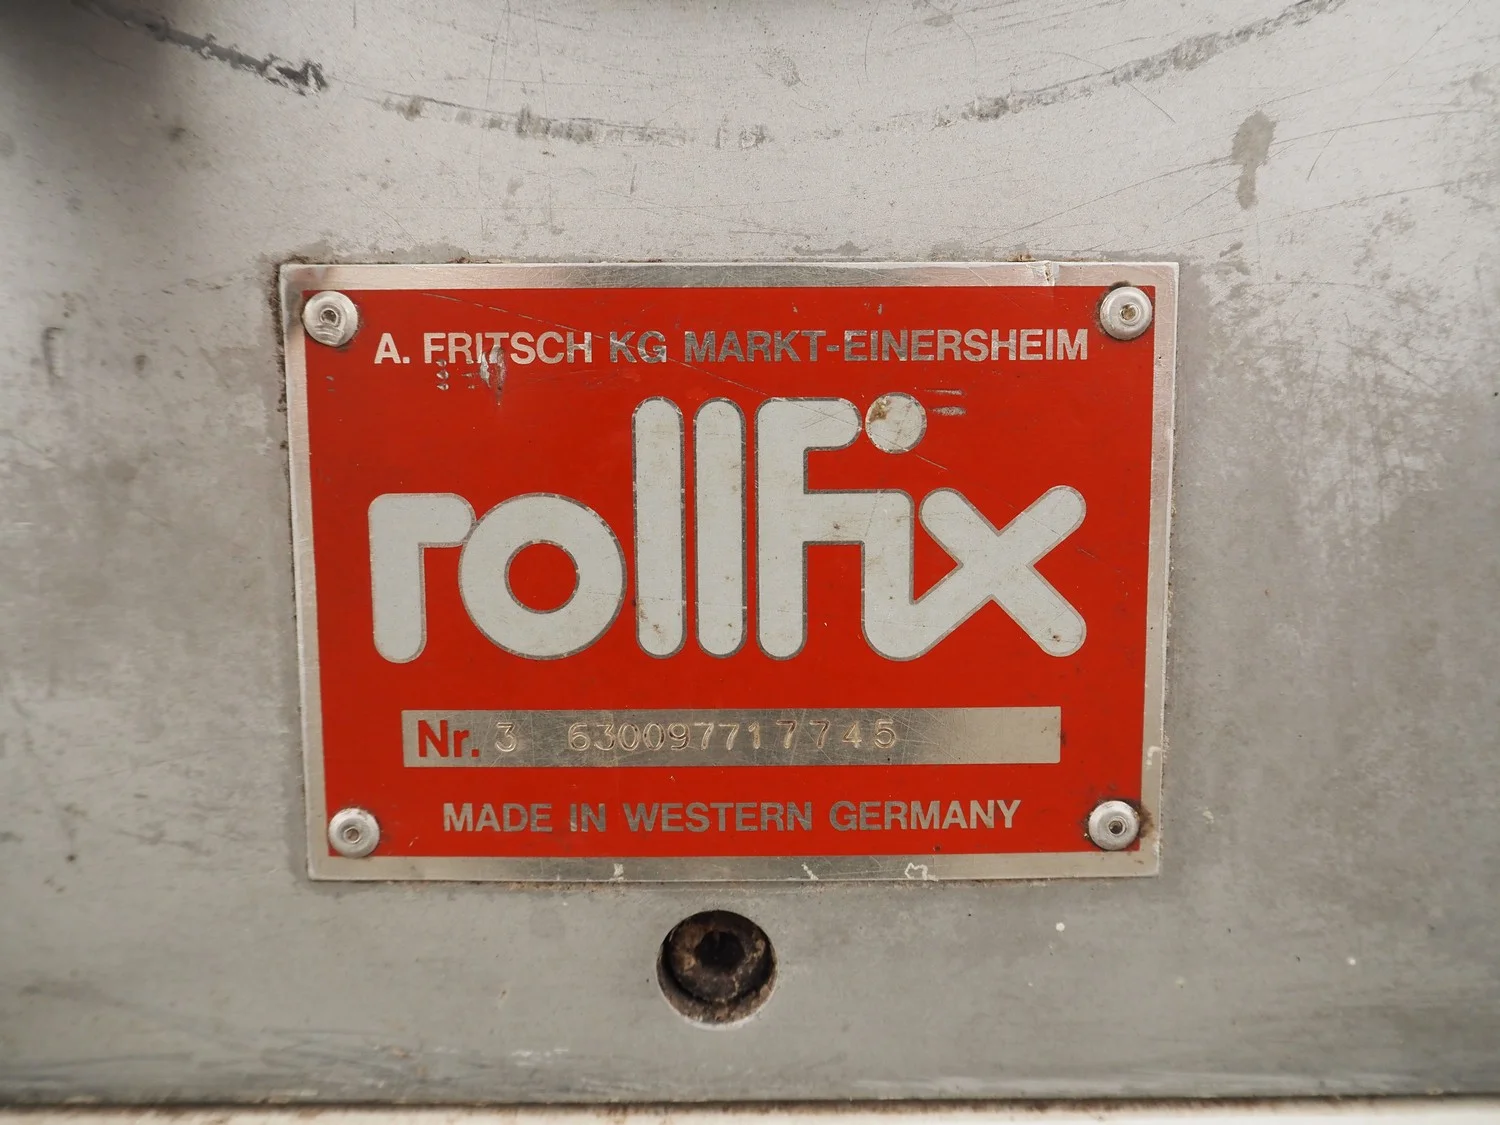 A. FRITSCH KG MARKT-EINERSHEIM
rollfix
Nr. 3 630097717745
MADE IN WESTERN GERMANY